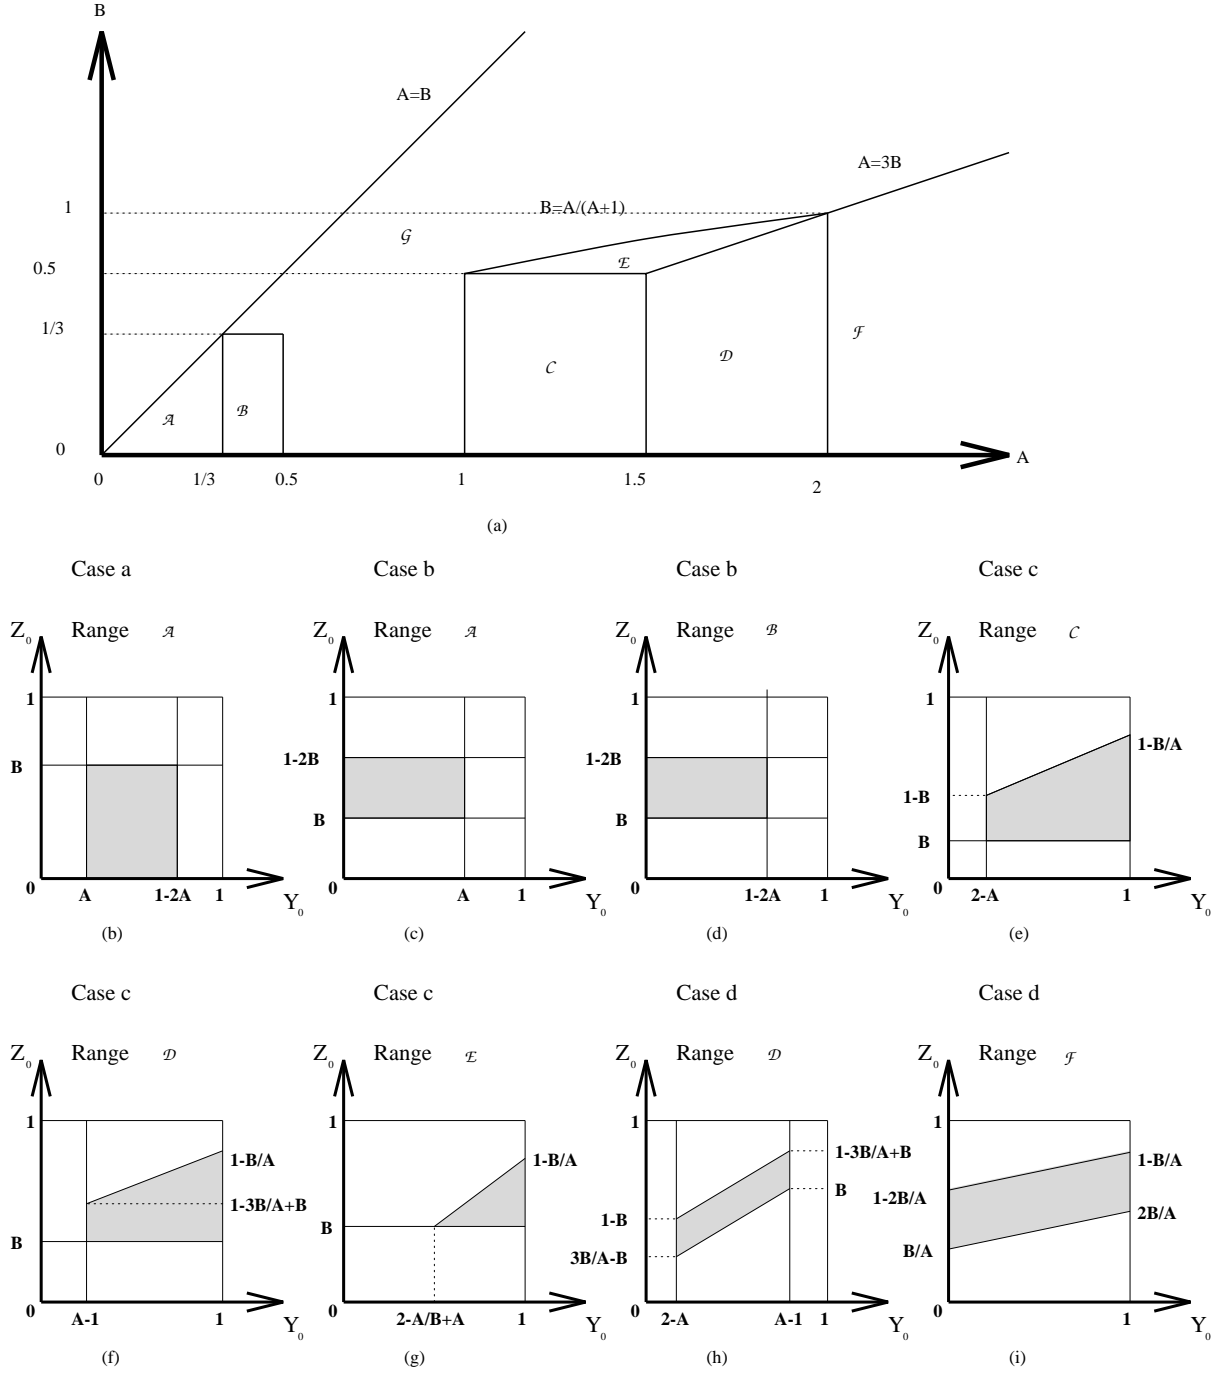 B
A=B
A=3B
1
B=A/(A+1)
𝒢
0.5
ℰ
1/3
ℱ
𝒟
𝒞
𝒜
ℬ
0
A
0
1/3
0.5
1
1.5
2
(a)
Case a
Case b
Case b
Case c
Z₀ Range 𝒜
Z₀ Range 𝒜
Z₀ Range ℬ
Z₀ Range 𝒞
1
B
0
A
1-2A
1
Y₀
(b)
1
1-2B
B
0
A
1
Y₀
(c)
1
1-2B
B
0
1-2A
1
Y₀
(d)
1
1-B/A
1-B
B
0
2-A
1
Y₀
(e)
Case c
Case c
Case d
Case d
Z₀ Range 𝒟
Z₀ Range ℰ
Z₀ Range 𝒟
Z₀ Range ℱ
1
1-B/A
1-3B/A+B
B
0
A-1
1
Y₀
(f)
1
1-B/A
B
0
2-A/B+A
1
Y₀
(g)
1
1-3B/A+B
B
1-B
3B/A-B
0
2-A
A-1
1
Y₀
(h)
1
1-B/A
1-2B/A
2B/A
B/A
0
1
Y₀
(i)